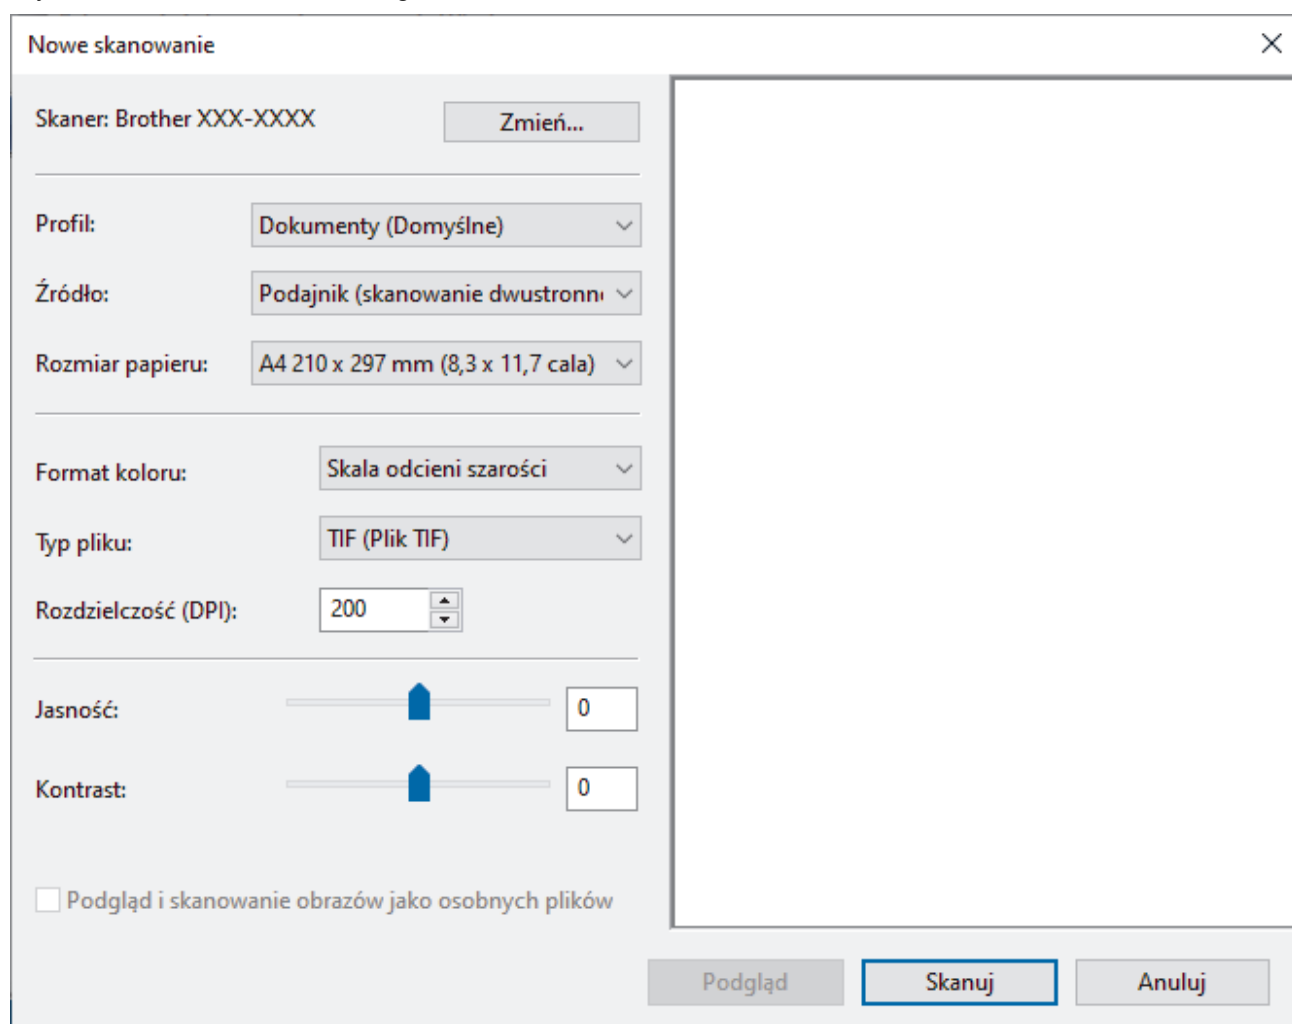 Nowe skanowanie
Skaner: Brother XXX-XXXX
Zmień...
Profil:
Dokumenty (Domyślne)
Źródło:
Podajnik (skanowanie
Rozmiar papieru:
A4 210 x 297 mm (8,3 x 11,7 cala)
Format koloru:
Skala odcieni szarości
Typ pliku:
TIF (Plik TIF)
Rozdzielczość (DPI):
200
Jasność:
0
Kontrast:
0
Podgląd i skanowanie obrazów jako osobnych plików
Podgląd
Skanuj
Anuluj